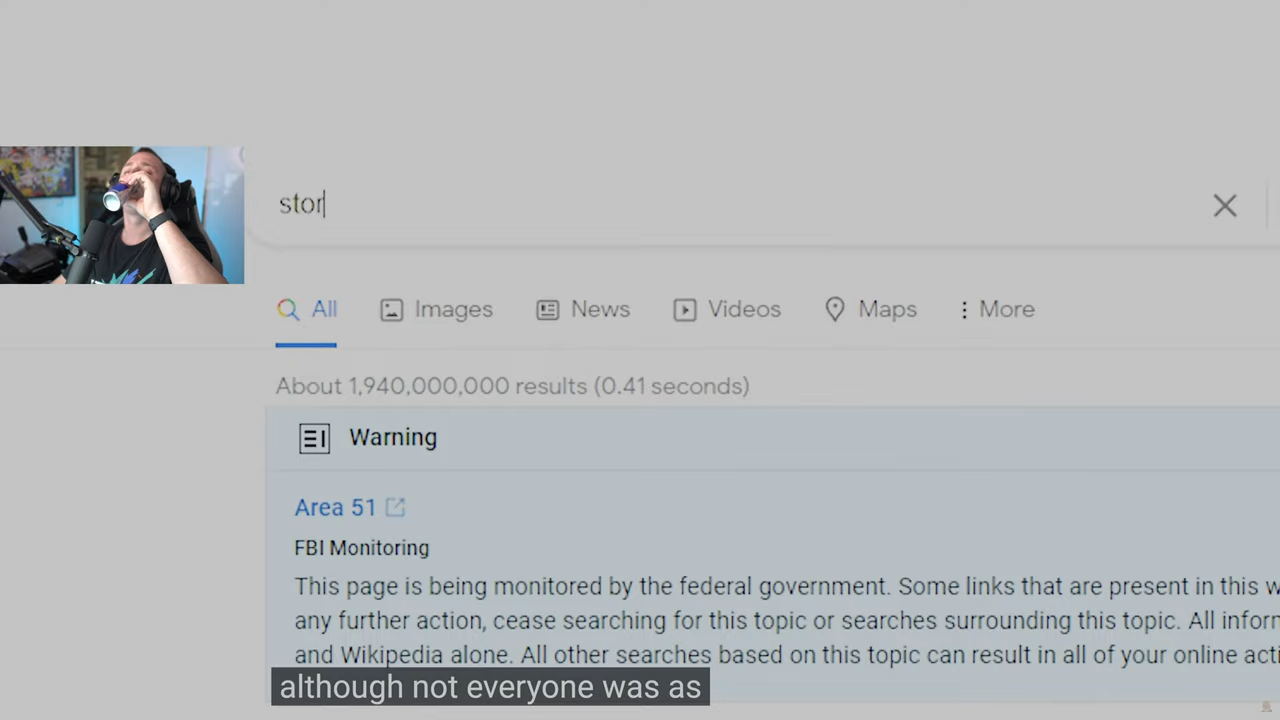 stor
All Images News Videos Maps More
About 1,940,000,000 results (0.41 seconds)
Warning
Area 51
FBI Monitoring
This page is being monitored by the federal government. Some links that are present in this w
any further action, cease searching for this topic or searches surrounding this topic. All inforr
and Wikipedia alone. All other searches based on this topic can result in all of your online acti
although not everyone was as